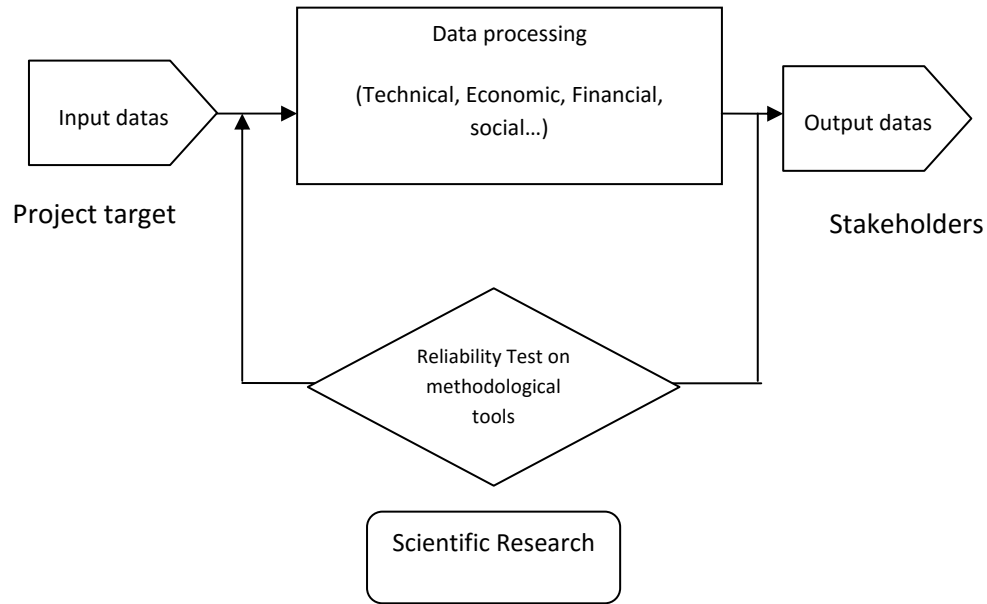 Data processing
(Technical, Economic, Financial,
social...)
Input datas
Output datas
Project target
Stakeholders
Reliability Test on
methodological
tools
Scientific Research